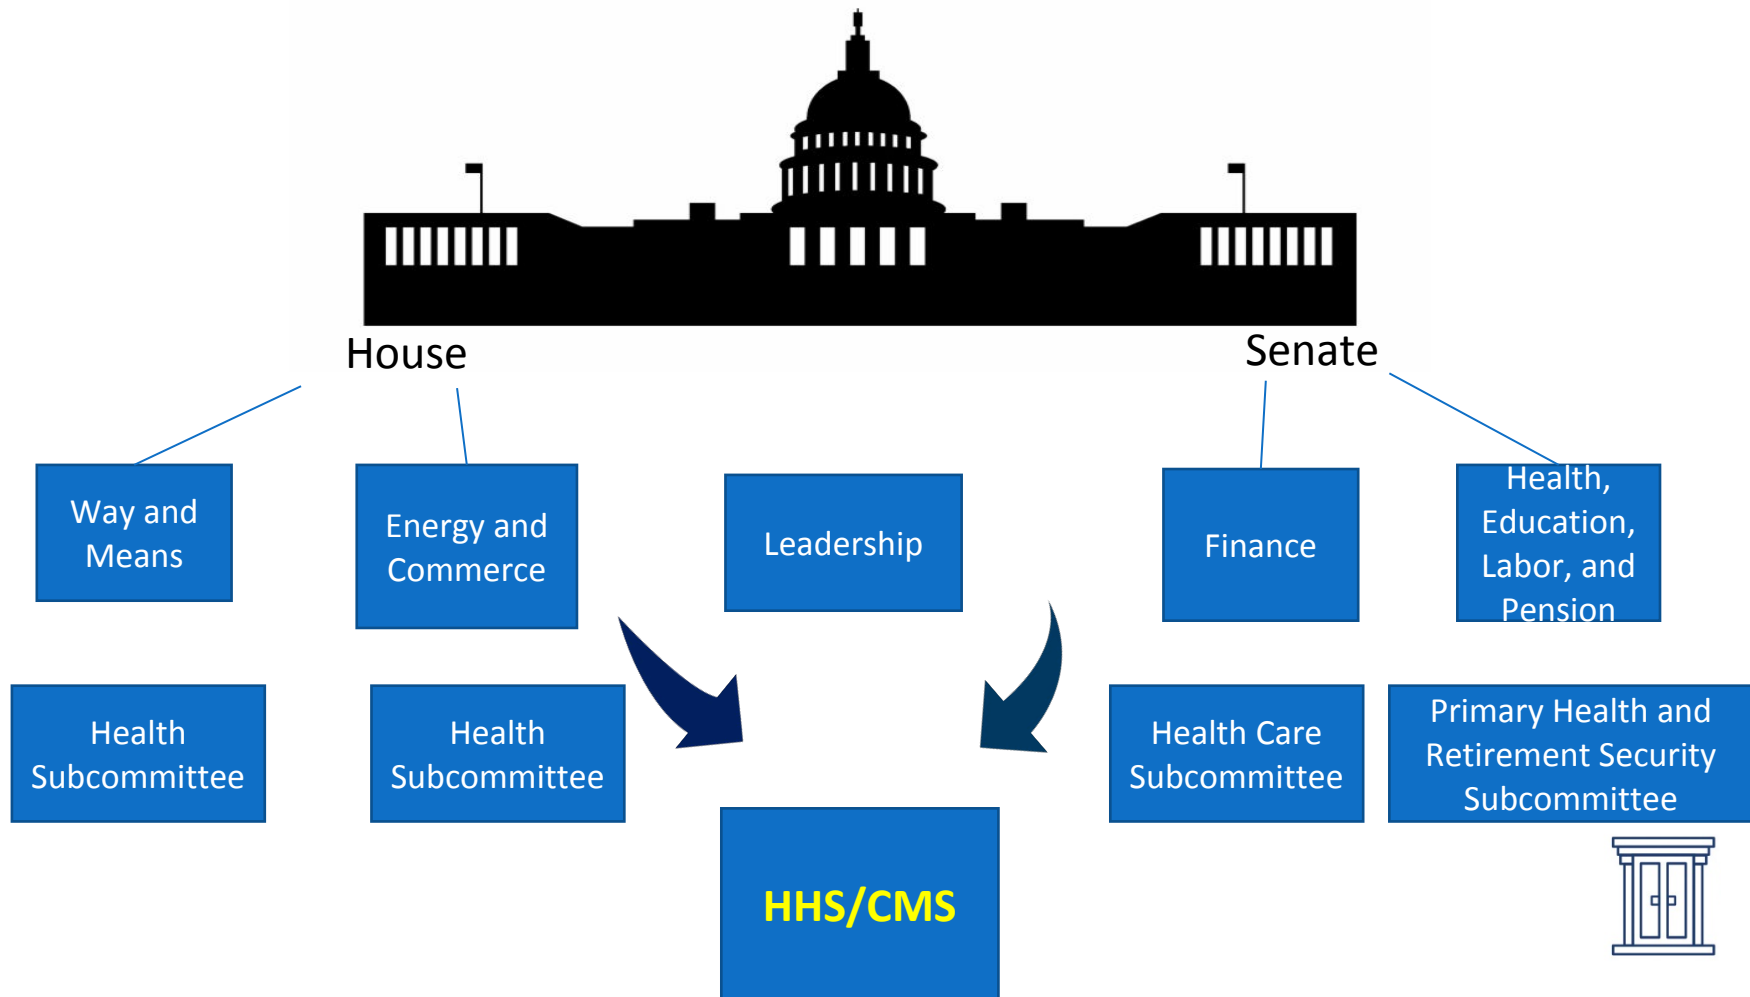 House
Senate
Way and
Means
Energy and
Commerce
Leadership
Finance
Health,
Education,
Labor, and
Pension
Health
Subcommittee
Health
Subcommittee
Health Care
Subcommittee
Primary Health and
Retirement Security
Subcommittee
HHS/CMS